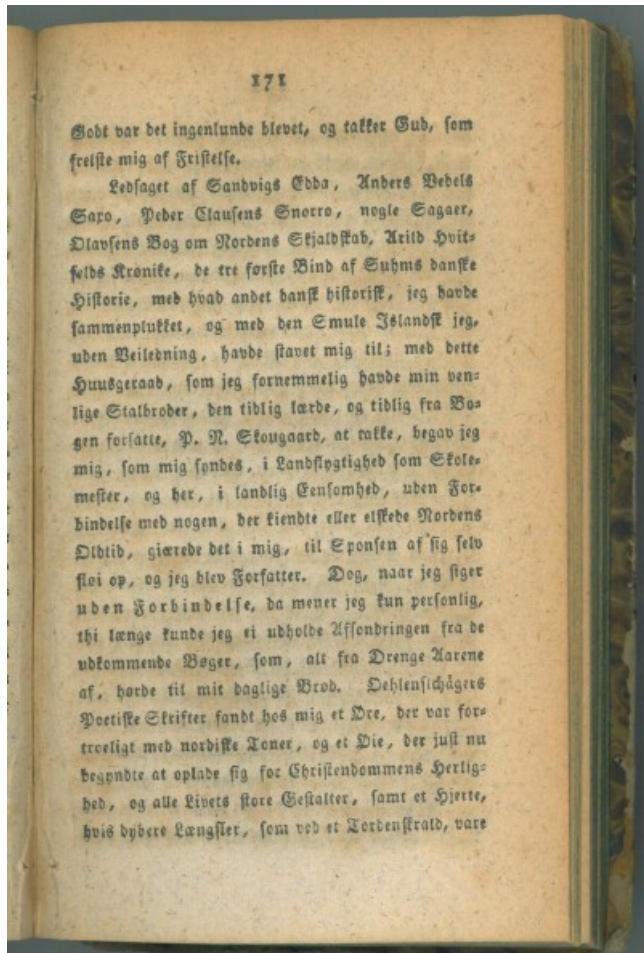 171
Godt var det ingenlunde blevet, og takker Gud, som
frelste mig af Fristelse.
Ledsaget af Sandvigs Edda, Anders Vedels
Saxo, Peder Clausens Snorro, nogle Sagaer,
Olavsens Bog om Nordens Skjaldskab, Arild Hvit-
felds Krønike, de tre første Bind af Suhms danske
Historie, med hvad andet dansk historisk, jeg havde
sammenplukket, og med den Smule Islandsk jeg,
uden Veiledning, havde stavet mig til; med dette
Huusgeraad, som jeg fornemmelig havde min ven-
lige Stalbroder, den tidlig lærde, og tidlig fra Bo-
gen forsatte, P. N. Skougaard, at takke, begav jeg
mig, som mig syndes, i Landflygtighed som Skole-
mester, og her, i landlig Eensomhed, uden For-
bindelse med nogen, der kiendte eller elskede Nordens
Oldtid, giærede det i mig, til Sponsen af sig selv
fløi op, og jeg blev Forfatter. Dog, naar jeg siger
uden Forbindelse, da mener jeg kun personlig,
thi længe kunde jeg ei udholde Afsondringen fra de
udkommende Bøger, som, alt fra Drenge Aarene
af, hørde til mit daglige Brød. Oehlenschlägers
Poetiske Skrifter fandt hos mig et Øre, der var for-
troeligt med nordiske Toner, og et Øie, der just nu
begyndte at oplade sig for Christendommens Herlig-
hed, og alle Livets store Gestalter, samt et Hjerte,
hvis dybere Længsler, som ved et Tordenskrald, vare